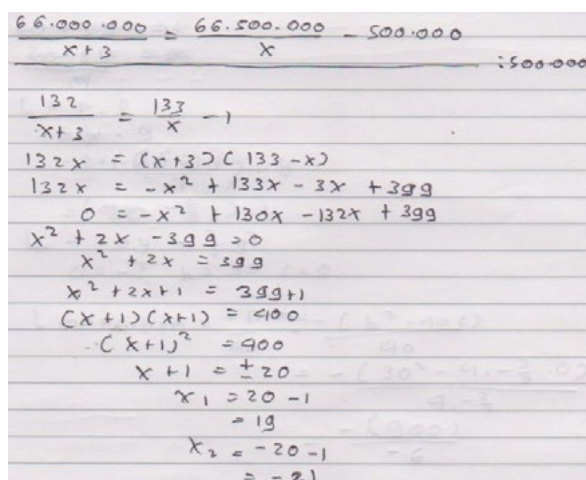 66.000.000 / x+3 = 66.500.000 / x - 500.000
:500.000
132 / x+3 = 133 / x - 1
132x = (x+3)(133-x)
132x = -x² + 133x - 3x + 399
0 = -x² + 130x - 132x + 399
x² + 2x - 399 = 0
x² + 2x = 399
x² + 2x + 1 = 399+1
(x+1)(x+1) = 400
(x+1)² = 400
x+1 = ± 20
x₁ = 20 - 1
= 19
x₂ = -20 - 1
= -21